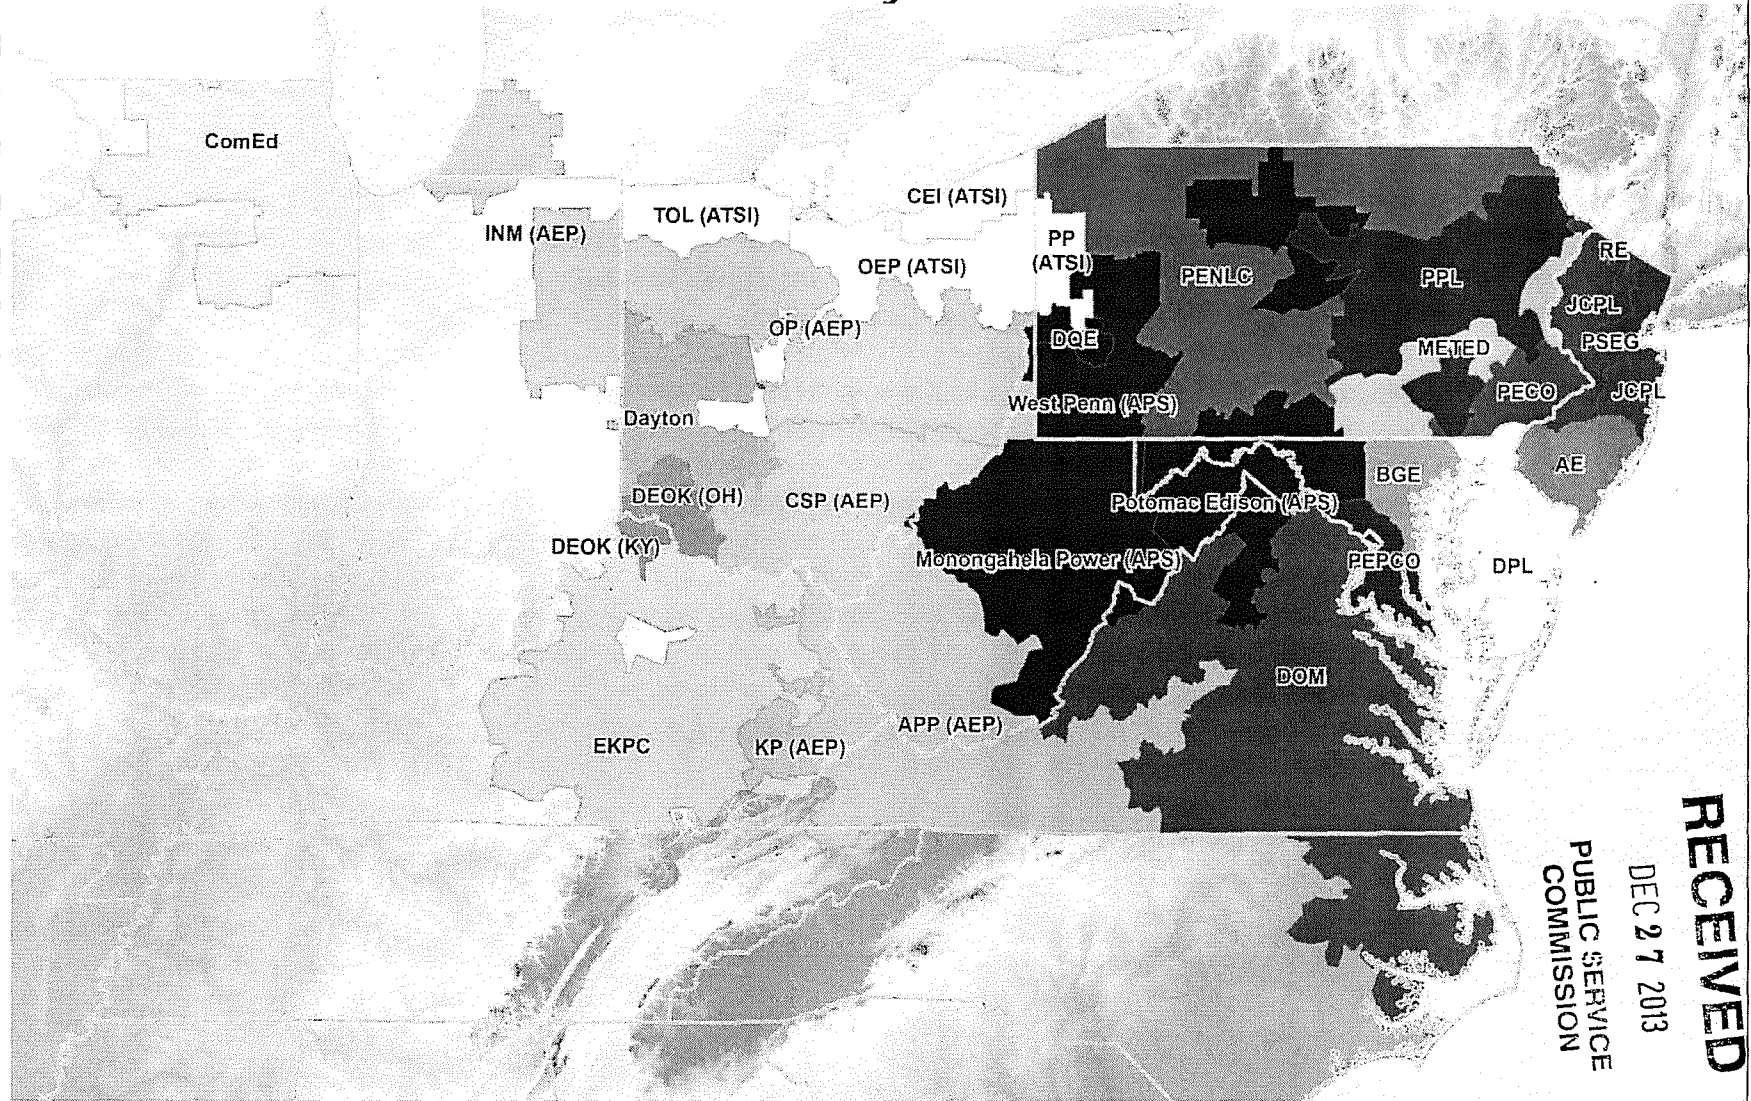 ComEd
CEI (ATSI)
TOL (ATSI)
INM (AEP)
PP
(ATSI)
OEP (ATSI)
PENLC
PPL
RE
JCPL
OP (AEP)
DQE
METED
PSEG
West Penn (APS)
PECO
JCPL
Dayton
BGE
AE
DEOK (OH)
CSP (AEP)
Potomac Edison (APS)
DEOK (KY)
Monongahela Power (APS)
PEPCO
DPL
DOM
APP (AEP)
EKPC
KP (AEP)
RECEIVED
DEC 27 2013
PUBLIC SERVICE
COMMISSION